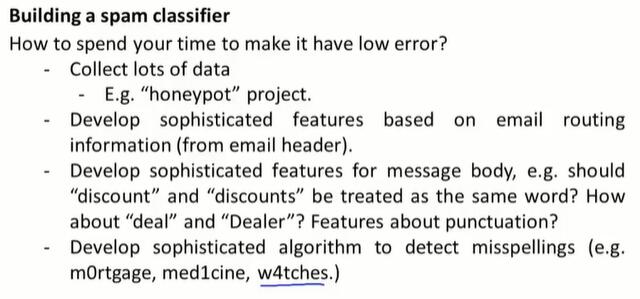 Building a spam classifier
How to spend your time to make it have low error?
- Collect lots of data
- E.g. “honeypot” project.
- Develop sophisticated features based on email routing
information (from email header).
- Develop sophisticated features for message body, e.g. should
“discount” and “discounts” be treated as the same word? How
about “deal” and “Dealer”? Features about punctuation?
- Develop sophisticated algorithm to detect misspellings (e.g.
m0rtgage, med1cine, w4tches.)